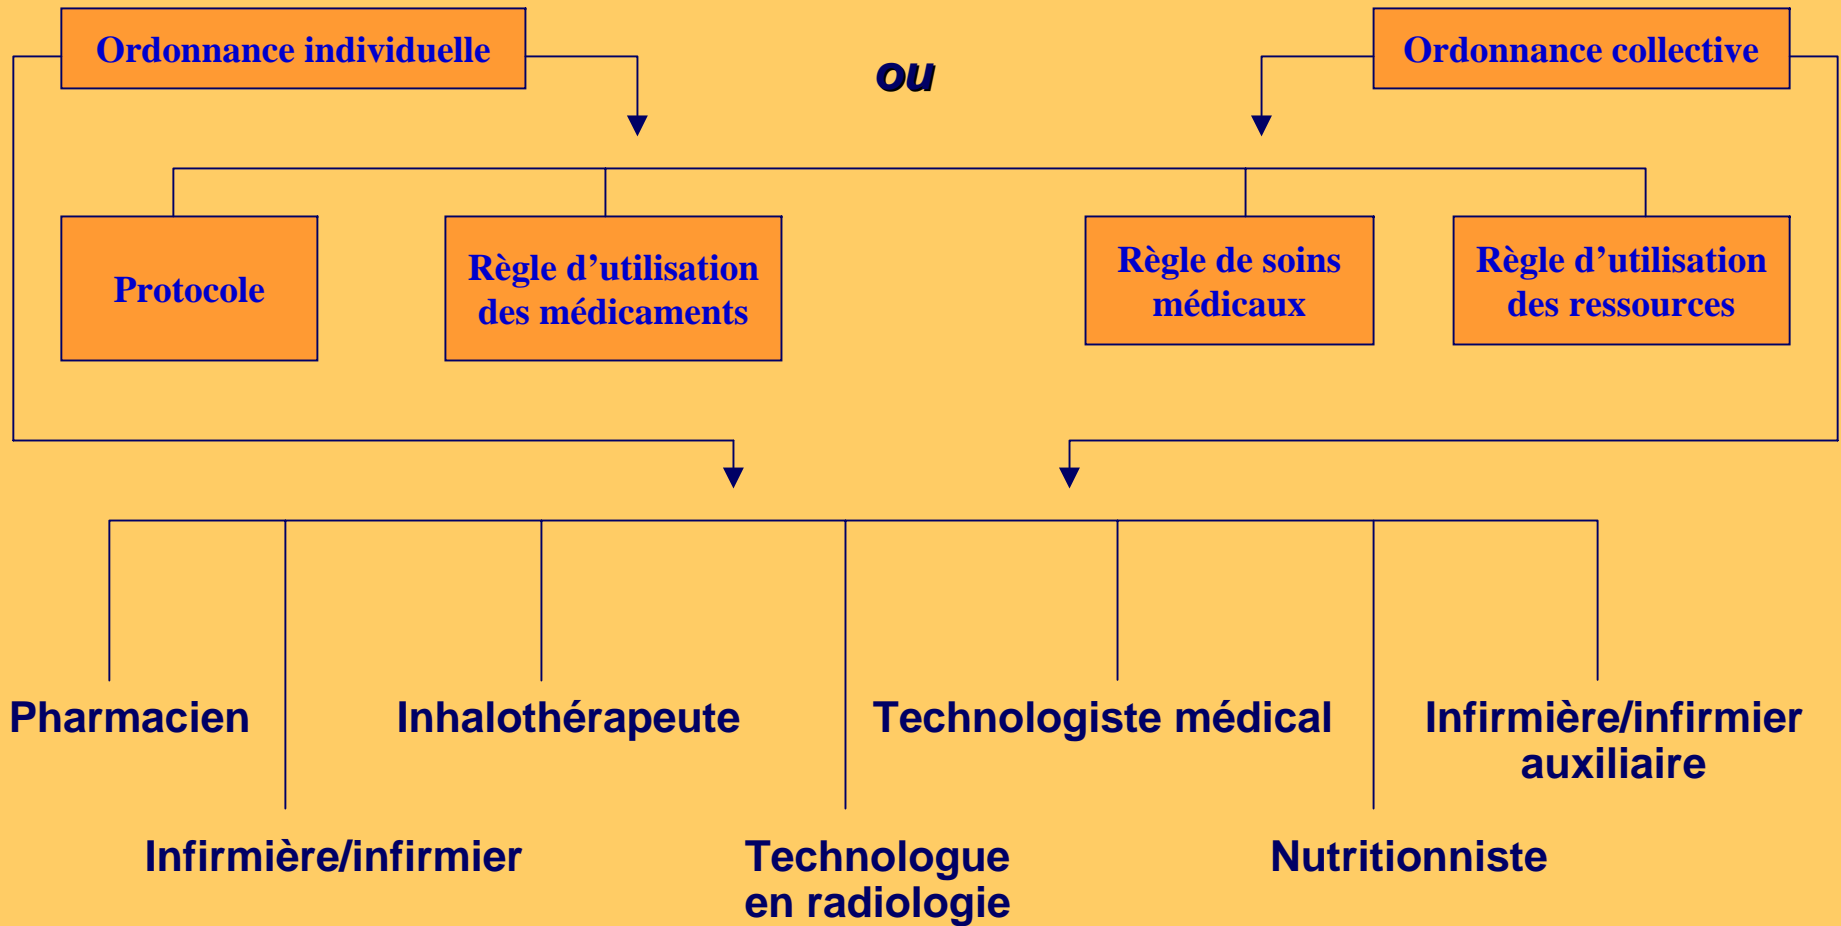 Ordonnance individuelle
ou
Ordonnance collective
Protocole
Règle d’utilisation
des médicaments
Règle de soins
médicaux
Règle d’utilisation
des ressources
Pharmacien
Inhalothérapeute
Technologiste médical
Infirmière/infirmier
auxiliaire
Infirmière/infirmier
Technologue
en radiologie
Nutritionniste